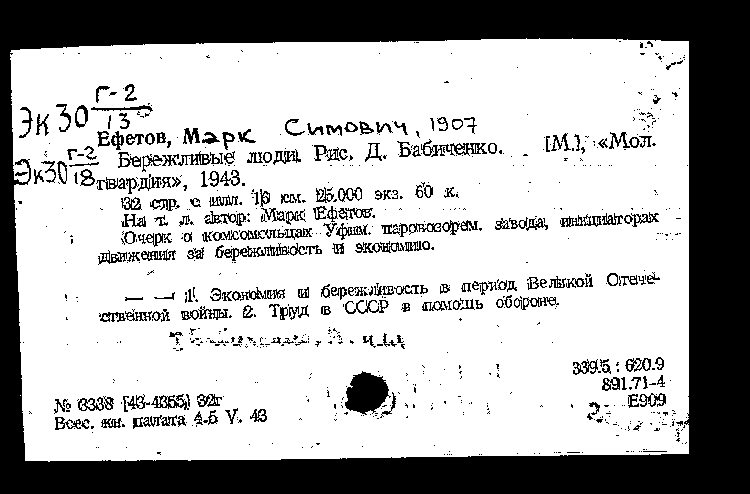 Г-2
Эк30 13
Ефетов, Марк Симович, 1907
Г-2 Бережливые люди. Рис. Д. Бабиченко. [М.], «Мол.
Эк30 18 гвардия», 1943.
32 стр. с илл. 16 см. 25.000 экз. 60 к.
На т. л. автор: Марк Ефетов.
Очерк о комсомольцах Уфим. паровозорем. завода, инициаторах
движения за бережливость и экономию.
— — 1. Экономия и бережливость в период Великой Отече-
ственной войны. 2. Труд в СССР в помощь обороне.
339.5 : 620.9
891.71-4
№ 3338 [43-4355] 32г
Е909
Всес. кн. палата 4-5 V. 43